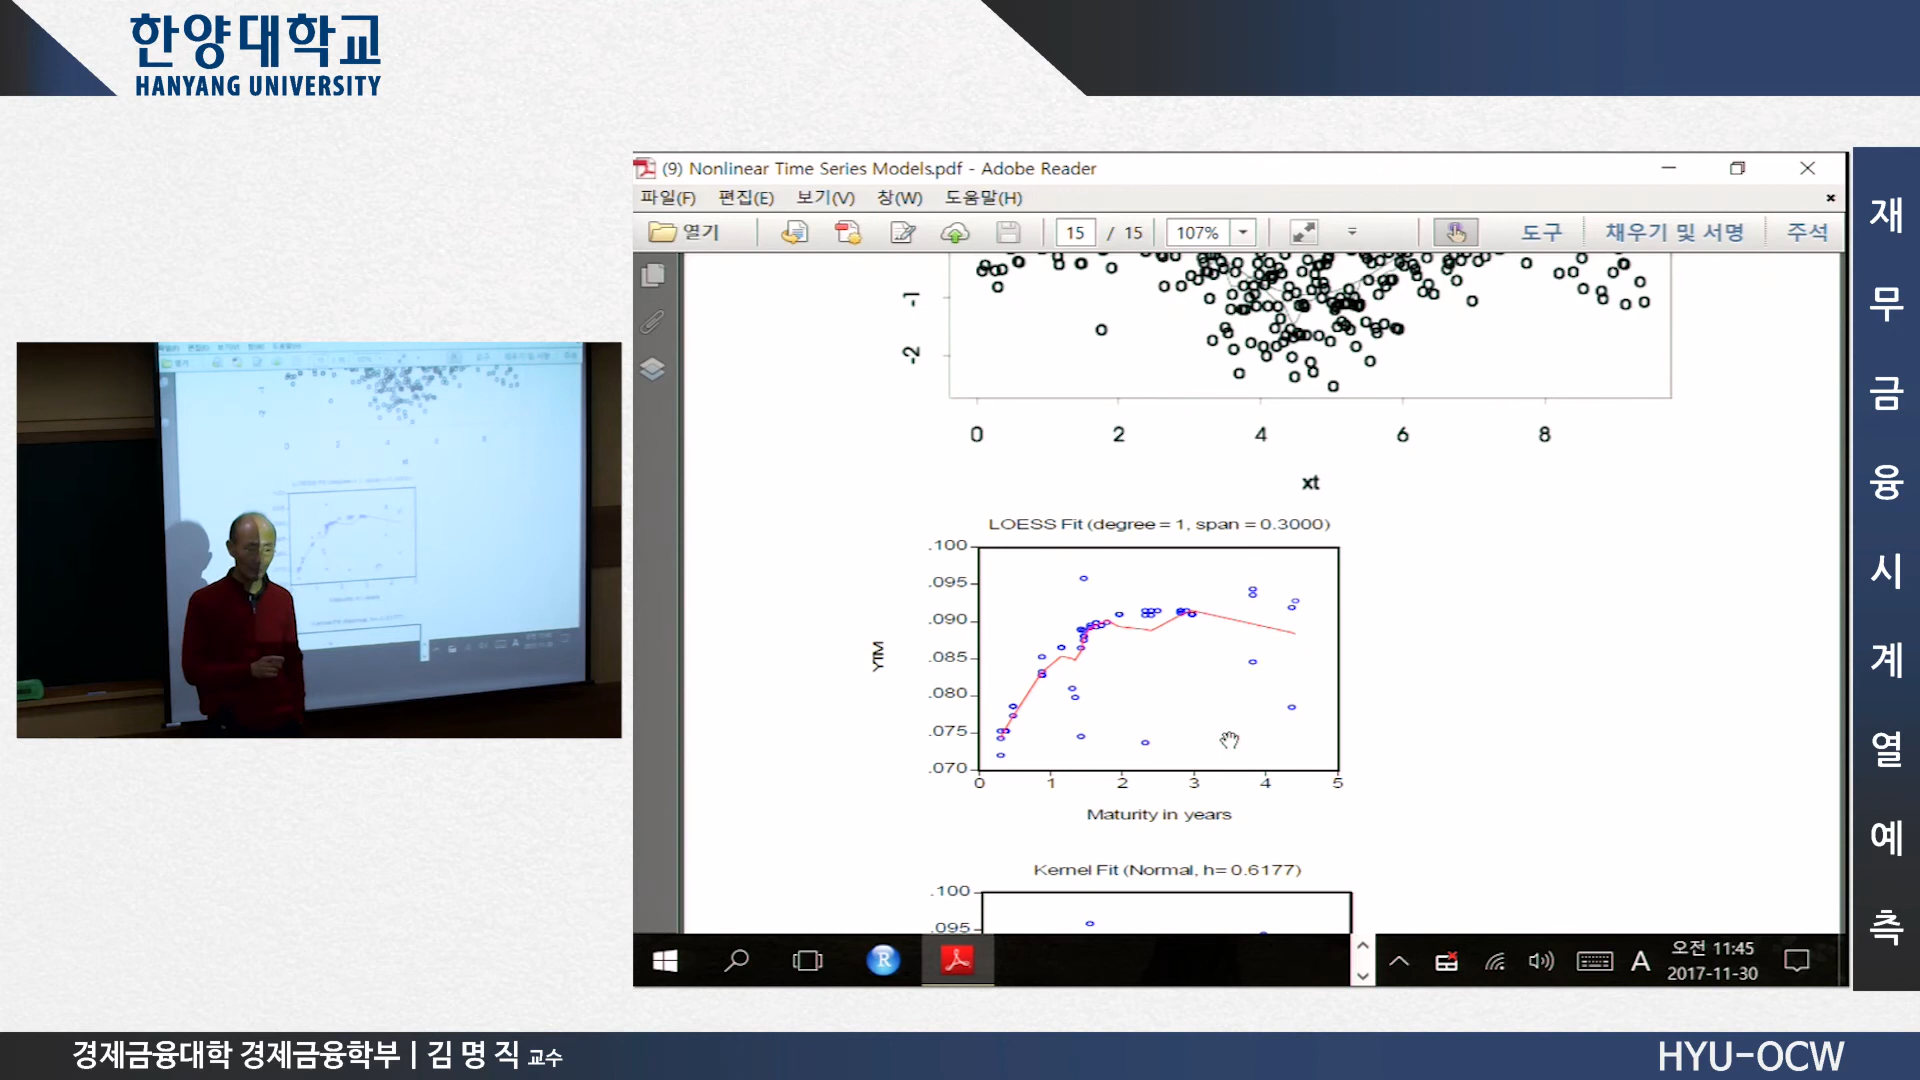 한양대학교
HANYANG UNIVERSITY
(9) Nonlinear Time Series Models.pdf - Adobe Reader
파일(F) 편집(E) 보기(V) 창(W) 도움말(H)
열기 15 / 15 107% 도구 채우기 및 서명 주석
-1
-2
0 2 4 6 8
xt
LOESS Fit (degree = 1, span = 0.3000)
.100
.095
.090
.085
.080
.075
.070
YTM
0 1 2 3 4 5
Maturity in years
Kernel Fit (Normal, h= 0.6177)
.100
.095
A 오전 11:45
2017-11-30
재무금융시계열예측
경제금융대학 경제금융학부 | 김명직 교수
HYU-OCW